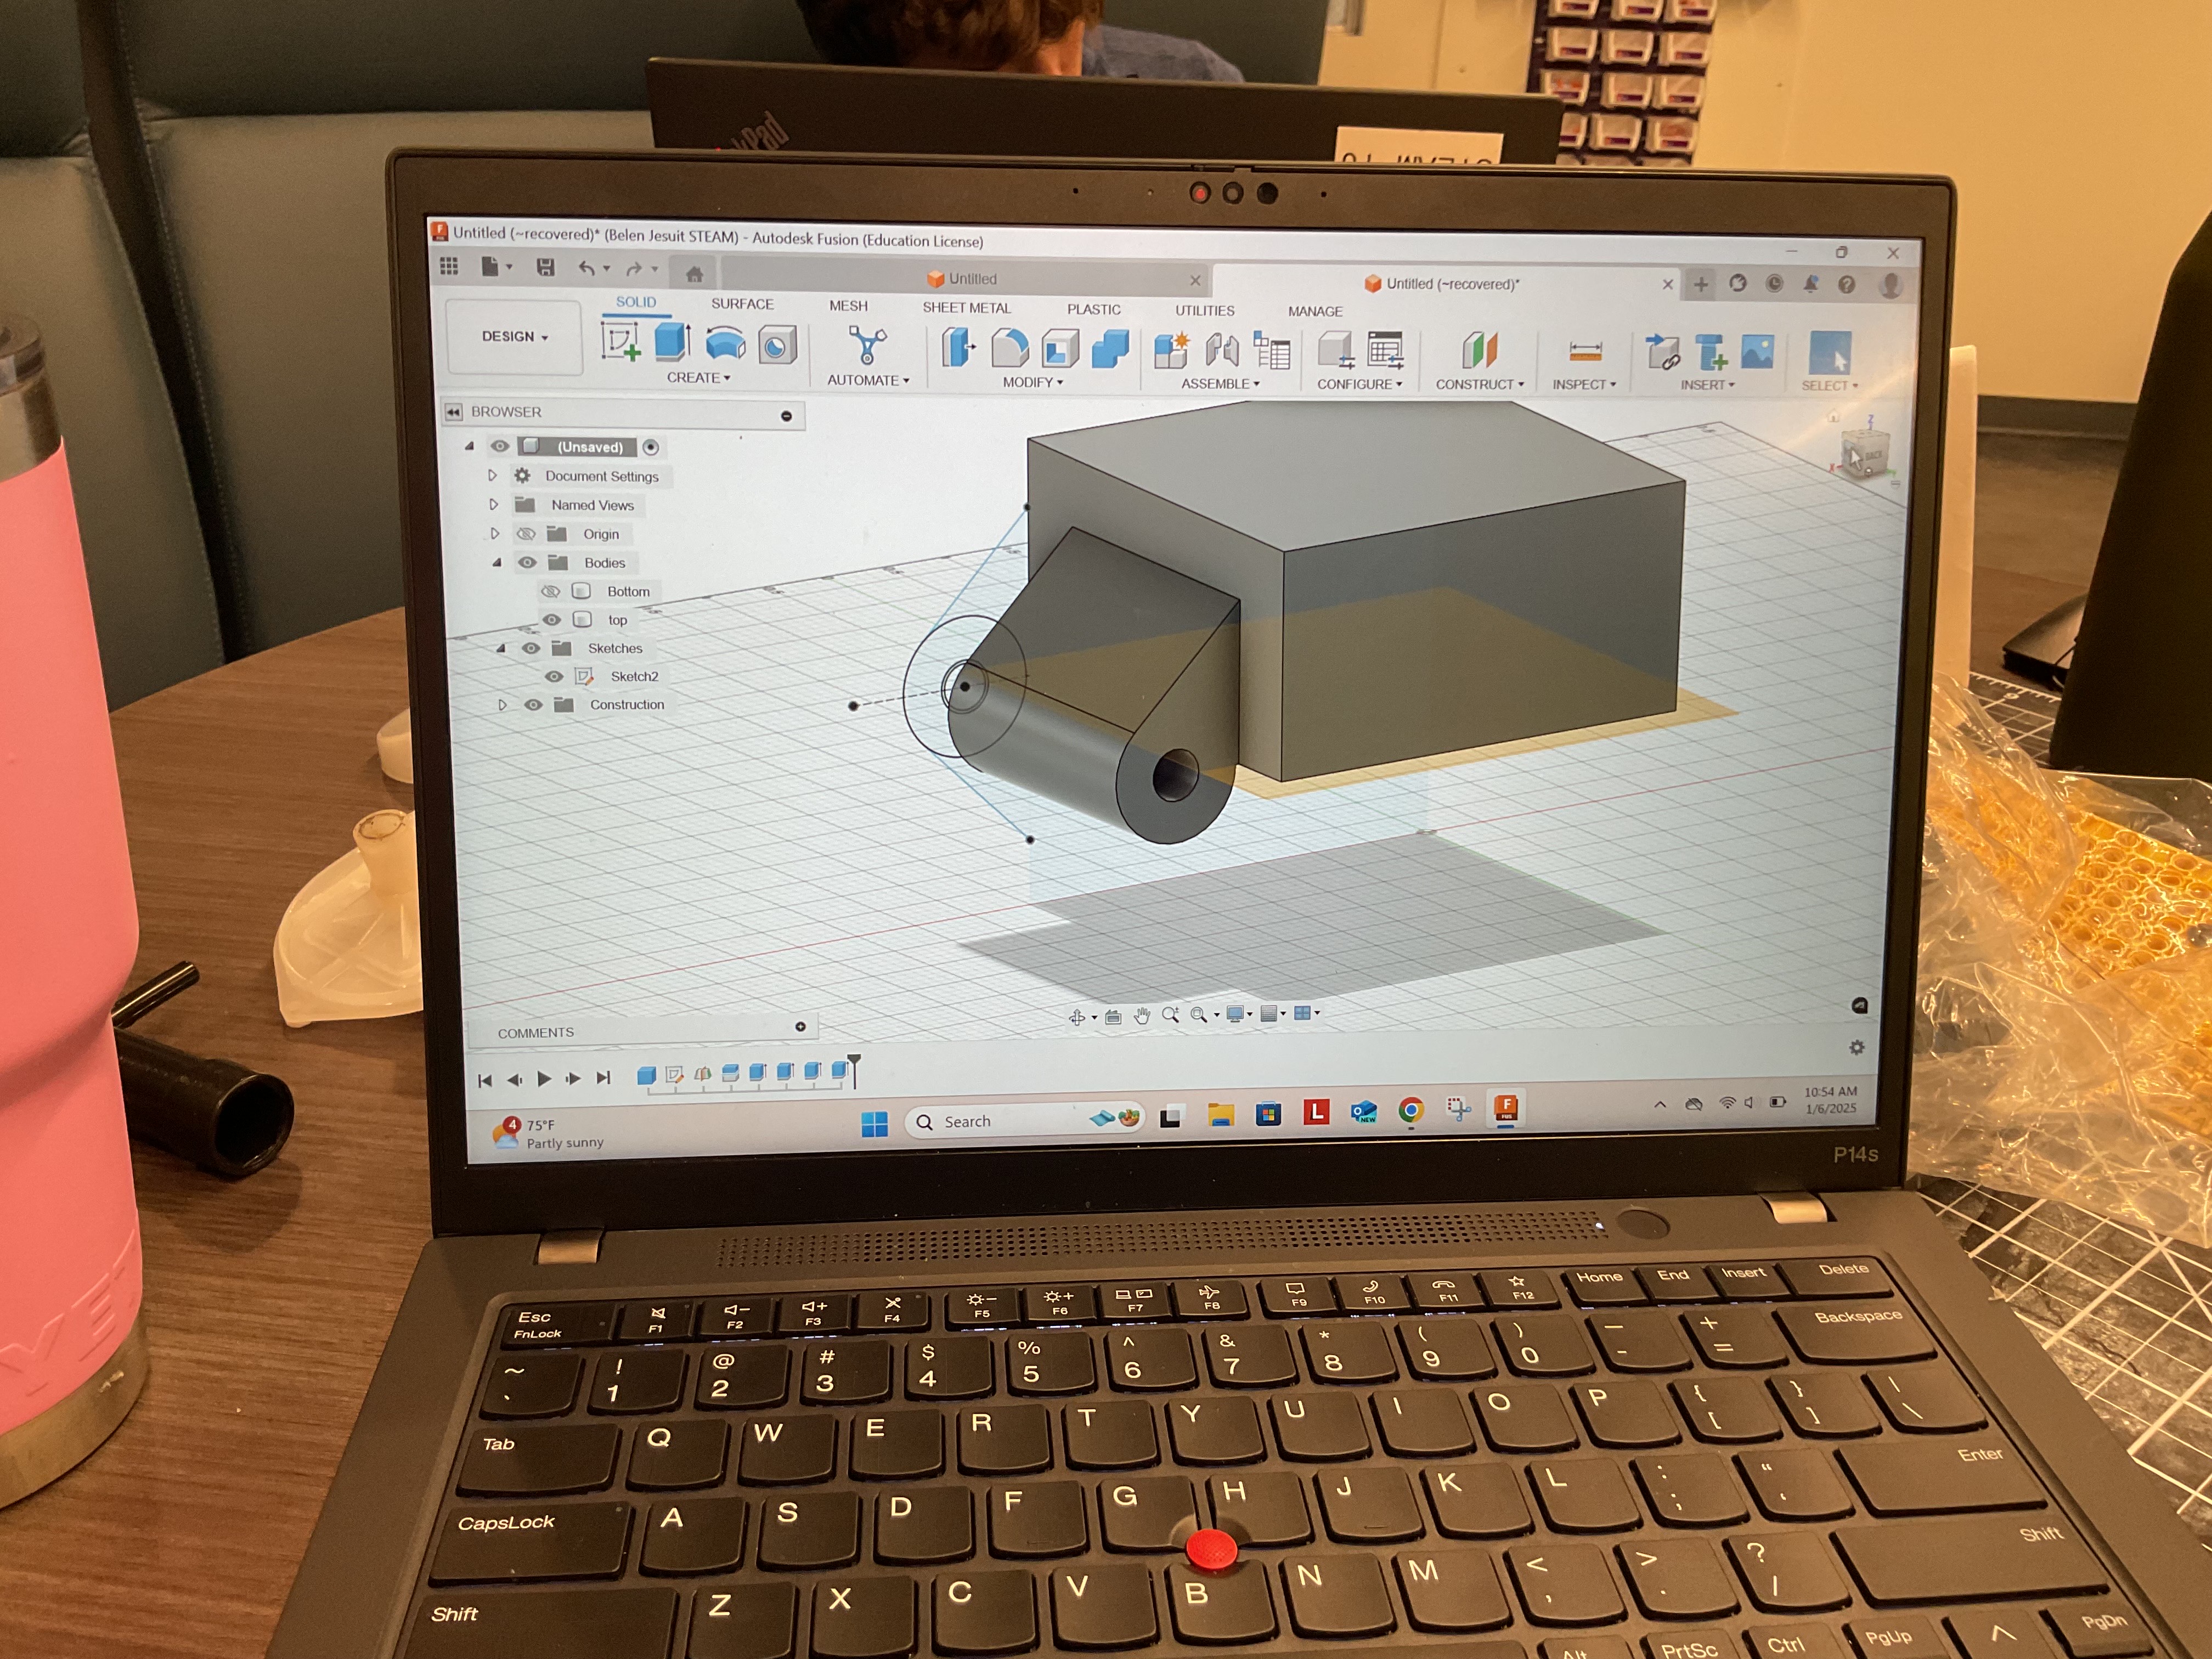 Untitled (~recovered)* (Belen Jesuit STEAM) - Autodesk Fusion (Education License)
Untitled
Untitled (~recovered)*
SOLID SURFACE MESH SHEET METAL PLASTIC UTILITIES MANAGE
DESIGN
CREATE AUTOMATE MODIFY ASSEMBLE CONFIGURE CONSTRUCT INSPECT INSERT SELECT
BROWSER
(Unsaved)
Document Settings
Named Views
Origin
Bodies
Bottom
top
Sketches
Sketch2
Construction
BACK
Z
X
COMMENTS
4
75°F
Partly sunny
Search
L
NEW
F
FUS
10:54 AM
1/6/2025
P14s
Esc F1 F2 F3 F4 F5 F6 F7 F8 F9 F10 F11 F12 Home End Insert Delete
FnLock
~ ! @ # $ % ^ & * ( ) — + Backspace
` 1 2 3 4 5 6 7 8 9 0 - =
Tab Q W E R T Y U I O P { } |
[ ] \
CapsLock A S D F G H J K L : “ Enter
; ‘
Shift Z X C V B N M < > ? Shift
, . /
Alt PrtSc Ctrl PgUp ^ PgDn